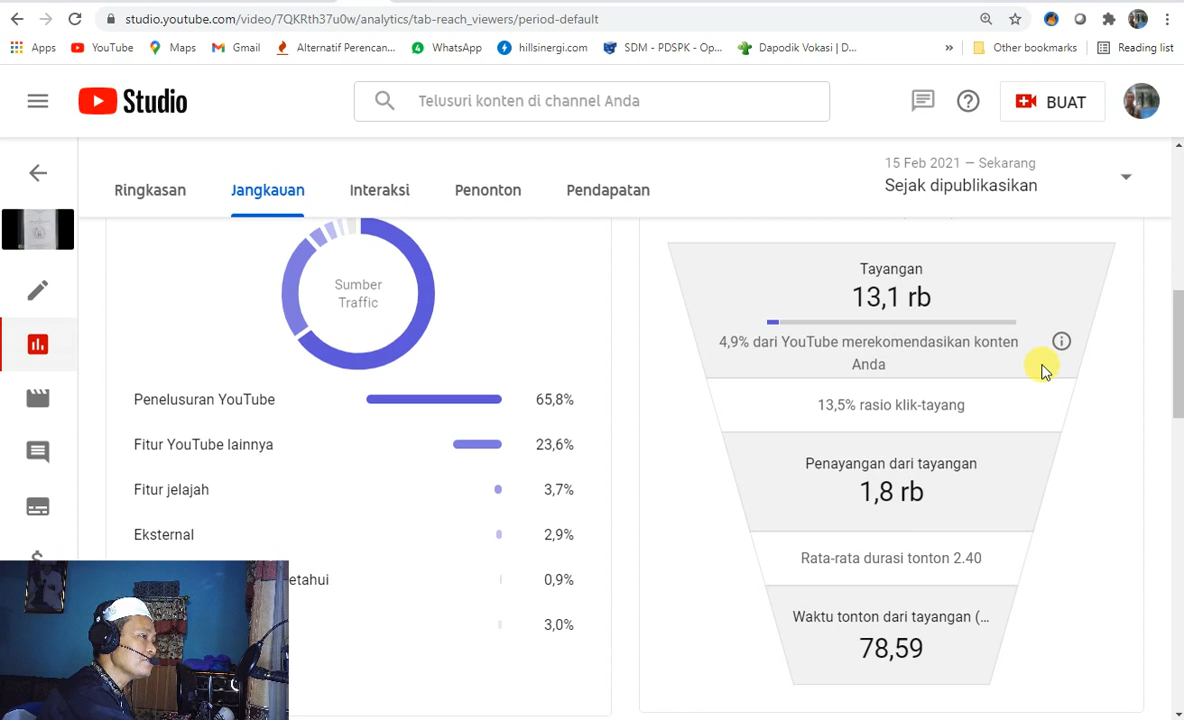 studio.youtube.com/video/7QKRth37u0w/analytics/tab-reach_viewers/period-default
Apps YouTube Maps Gmail Alternatif Perencan... WhatsApp hillsinergi.com SDM - PDSPK - Op... Dapodik Vokasi | D... » Other bookmarks Reading list
Studio
Telusuri konten di channel Anda
BUAT
Ringkasan Jangkauan Interaksi Penonton Pendapatan
15 Feb 2021 – Sekarang
Sejak dipublikasikan
Sumber
Traffic
Penelusuran YouTube 65,8%
Fitur YouTube lainnya 23,6%
Fitur jelajah 3,7%
Eksternal 2,9%
etahui 0,9%
3,0%
Tayangan
13,1 rb
4,9% dari YouTube merekomendasikan konten
Anda
13,5% rasio klik-tayang
Penayangan dari tayangan
1,8 rb
Rata-rata durasi tonton 2.40
Waktu tonton dari tayangan (...
78,59